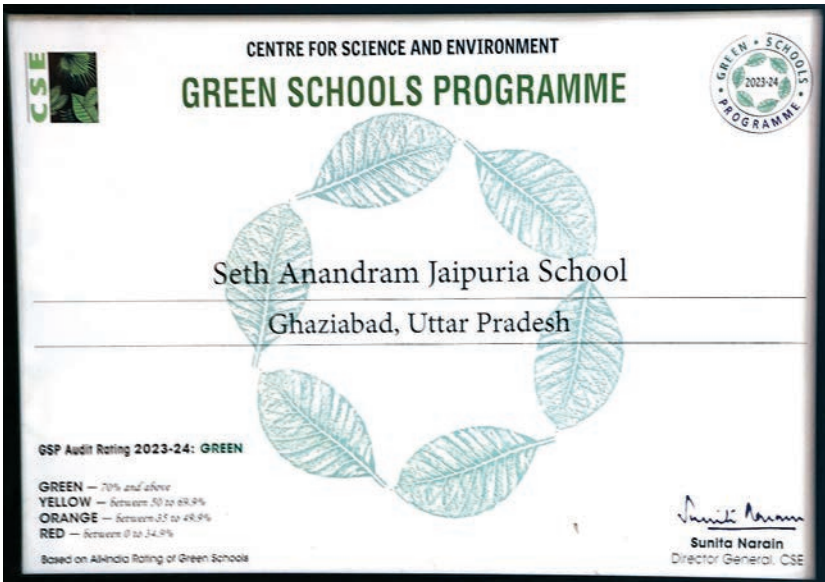 CSE
CENTRE FOR SCIENCE AND ENVIRONMENT
GREEN SCHOOLS PROGRAMME
GREEN • SCHOOLS • PROGRAMME •
2023-24
Seth Anandram Jaipuria School
Ghaziabad, Uttar Pradesh
GSP Audit Rating 2023-24: GREEN
GREEN — 70% and above
YELLOW — between 50 to 69.9%
ORANGE — between 35 to 49.9%
RED — between 0 to 34.9%
Based on All-India Rating of Green Schools
Sunita Narain
Sunita Narain
Director General, CSE